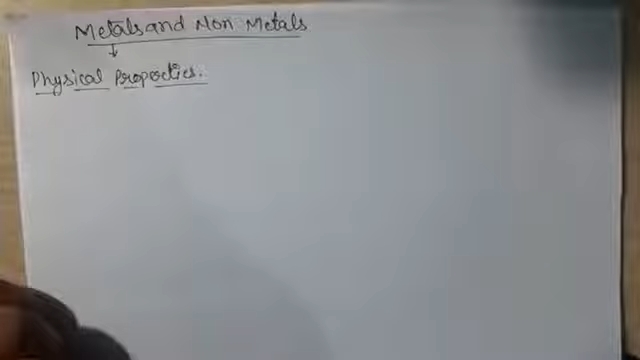 Metals and Non Metals
↓
Physical Properties.